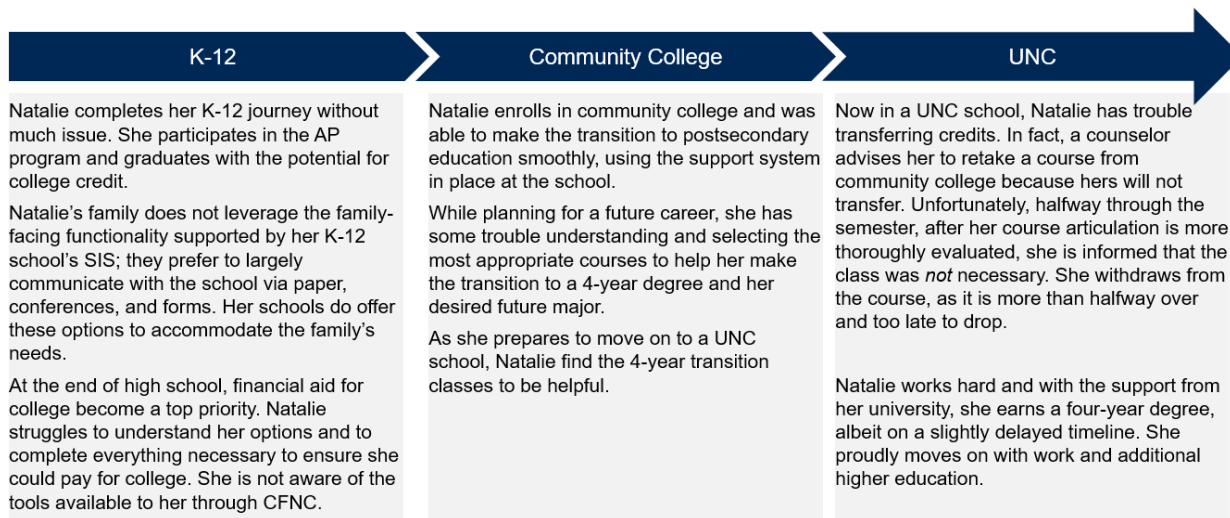 K-12
Community College
UNC
Natalie completes her K-12 journey without
much issue. She participates in the AP
program and graduates with the potential for
college credit.
Natalie’s family does not leverage the family-
facing functionality supported by her K-12
school’s SIS; they prefer to largely
communicate with the school via paper,
conferences, and forms. Her schools do offer
these options to accommodate the family’s
needs.
At the end of high school, financial aid for
college become a top priority. Natalie
struggles to understand her options and to
complete everything necessary to ensure she
could pay for college. She is not aware of the
tools available to her through CFNC.
Natalie enrolls in community college and was
able to make the transition to postsecondary
education smoothly, using the support system
in place at the school.
While planning for a future career, she has
some trouble understanding and selecting the
most appropriate courses to help her make
the transition to a 4-year degree and her
desired future major.
As she prepares to move on to a UNC
school, Natalie find the 4-year transition
classes to be helpful.
Now in a UNC school, Natalie has trouble
transferring credits. In fact, a counselor
advises her to retake a course from
community college because hers will not
transfer. Unfortunately, halfway through the
semester, after her course articulation is more
thoroughly evaluated, she is informed that the
class was not necessary. She withdraws from
the course, as it is more than halfway over
and too late to drop.
Natalie works hard and with the support from
her university, she earns a four-year degree,
albeit on a slightly delayed timeline. She
proudly moves on with work and additional
higher education.